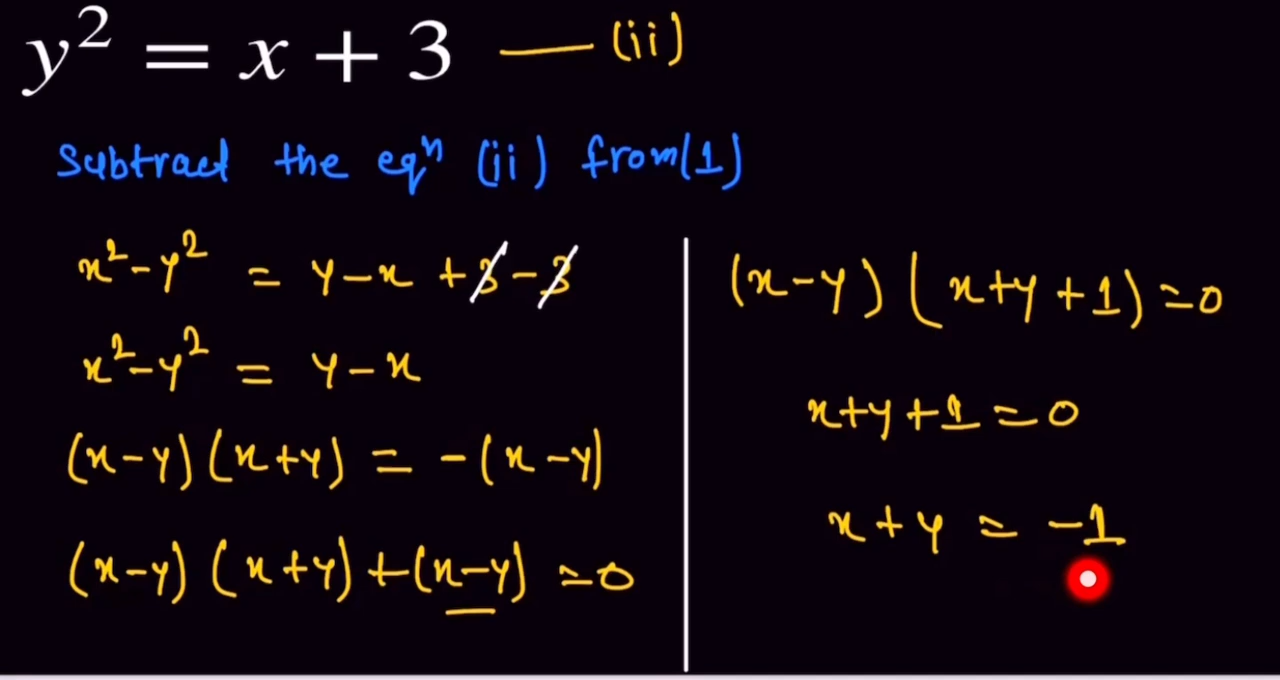 y² = x + 3 — (ii)
Subtract the eqⁿ (ii) from (1)
x² - y² = y - x + 3 - 3
x² - y² = y - x
(x - y) (x + y) = - (x - y)
(x - y) (x + y) + (x - y) = 0
(x - y) (x + y + 1) = 0
x + y + 1 = 0
x + y = -1